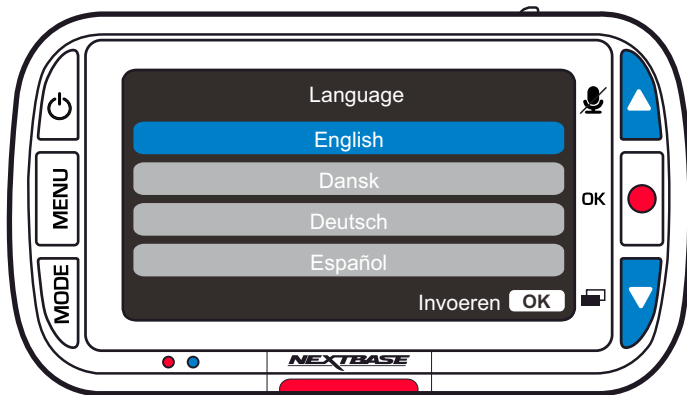 Language
English
MENU
Dansk
OK
Deutsch
Español
MODE
Invoeren OK
NEXTBASE